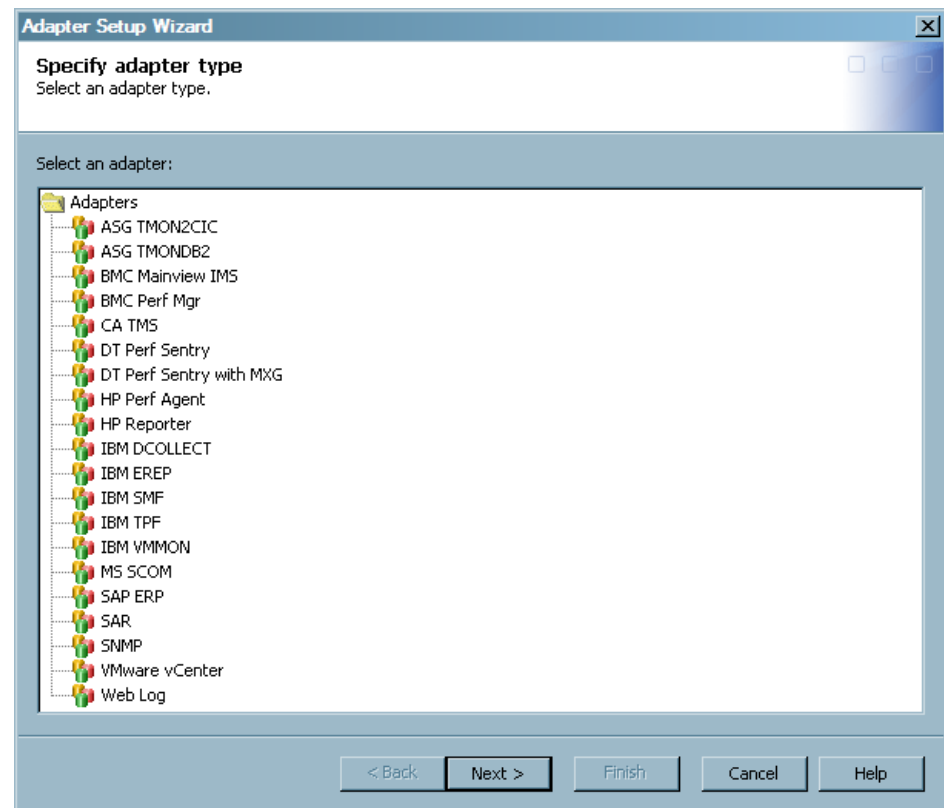 Adapter Setup Wizard
Specify adapter type
Select an adapter type.
Select an adapter:
Adapters
ASG TMON2CIC
ASG TMONDB2
BMC Mainview IMS
BMC Perf Mgr
CA TMS
DT Perf Sentry
DT Perf Sentry with MXG
HP Perf Agent
HP Reporter
IBM DCOLLECT
IBM EREP
IBM SMF
IBM TPF
IBM VMMON
MS SCOM
SAP ERP
SAR
SNMP
VMware vCenter
Web Log
< Back Next > Finish Cancel Help